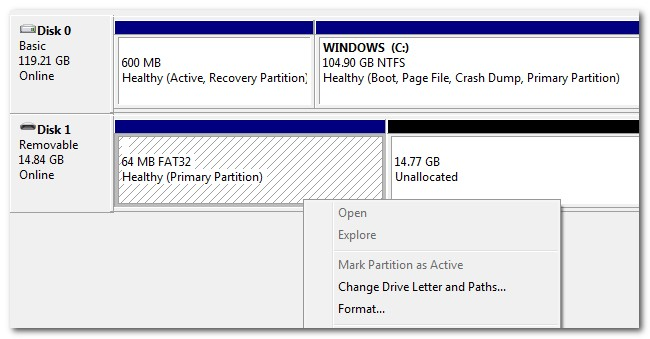 Disk 0
Basic
119.21 GB
Online
600 MB
Healthy (Active, Recovery Partition)
WINDOWS (C:)
104.90 GB NTFS
Healthy (Boot, Page File, Crash Dump, Primary Partition)
Disk 1
Removable
14.84 GB
Online
64 MB FAT32
Healthy (Primary Partition)
14.77 GB
Unallocated
Open
Explore
Mark Partition as Active
Change Drive Letter and Paths...
Format...